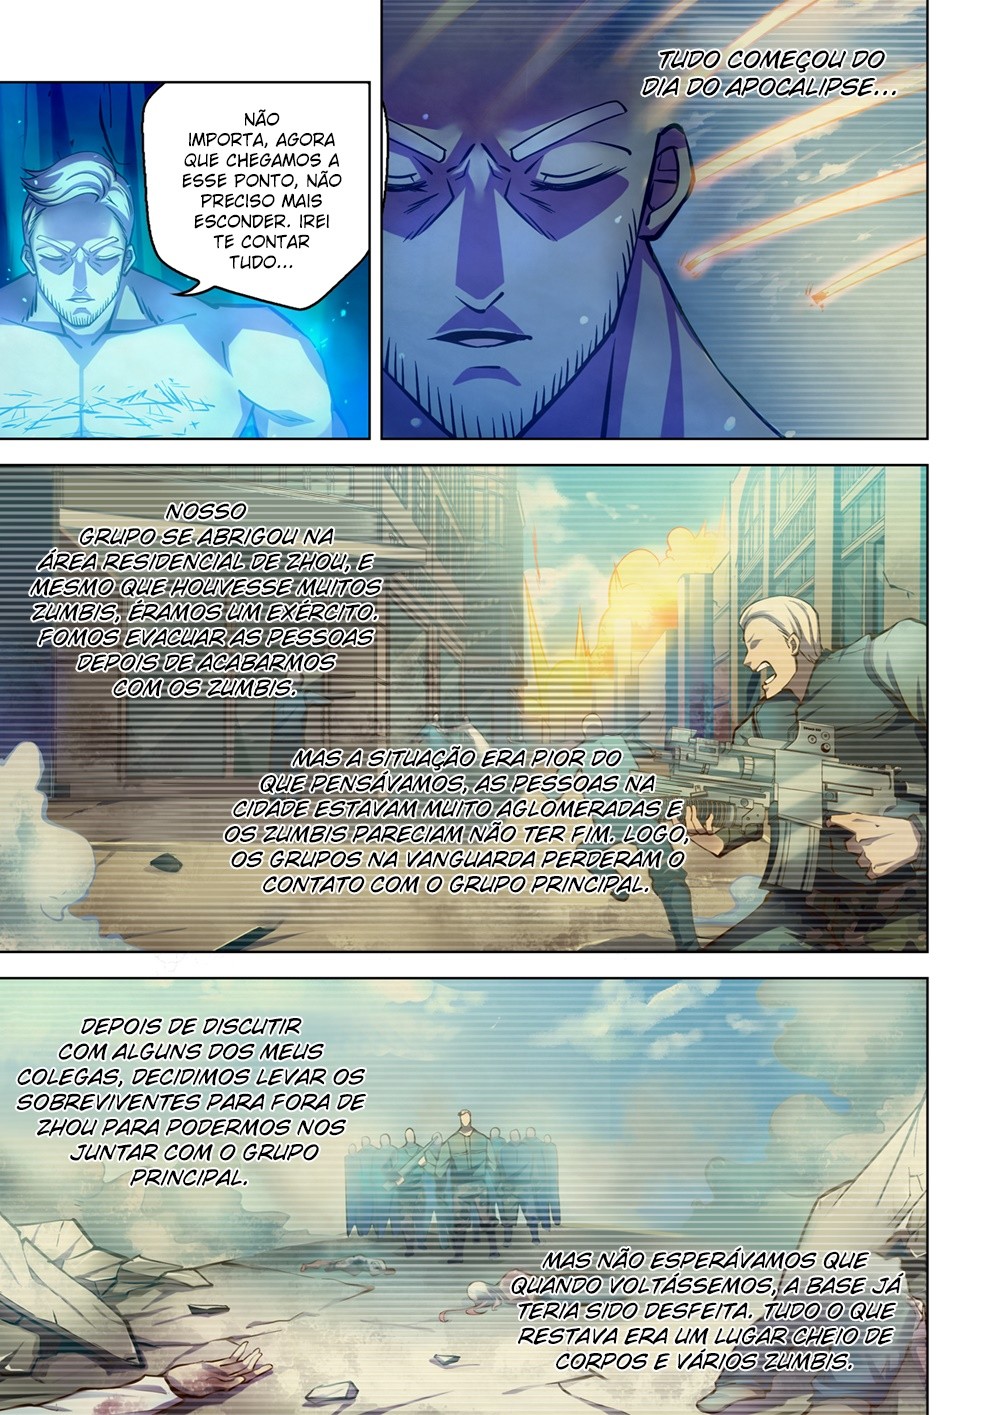 NÃO
IMPORTA, AGORA
QUE CHEGAMOS A
ESSE PONTO, NÃO
PRECISO MAIS
ESCONDER. IREI
TE CONTAR
TUDO...
TUDO COMEÇOU DO
DIA DO APOCALIPSE...
NOSSO
GRUPO SE ABRIGOU NA
ÁREA RESIDENCIAL DE ZHOU, E
MESMO QUE HOUVESSE MUITOS
ZUMBIS, ÉRAMOS UM EXÉRCITO.
FOMOS EVACUAR AS PESSOAS
DEPOIS DE ACABARMOS
COM OS ZUMBIS.
MAS A SITUAÇÃO ERA PIOR DO
QUE PENSÁVAMOS, AS PESSOAS NA
CIDADE ESTAVAM MUITO AGLOMERADAS E
OS ZUMBIS PARECIAM NÃO TER FIM. LOGO,
OS GRUPOS NA VANGUARDA PERDERAM O
CONTATO COM O GRUPO PRINCIPAL.
DEPOIS DE DISCUTIR
COM ALGUNS DOS MEUS
COLEGAS, DECIDIMOS LEVAR OS
SOBREVIVENTES PARA FORA DE
ZHOU PARA PODERMOS NOS
JUNTAR COM O GRUPO
PRINCIPAL.
MAS NÃO ESPERÁVAMOS QUE
QUANDO VOLTÁSSEMOS, A BASE JÁ
TERIA SIDO DESFEITA. TUDO O QUE
RESTAVA ERA UM LUGAR CHEIO DE
CORPOS E VÁRIOS ZUMBIS.